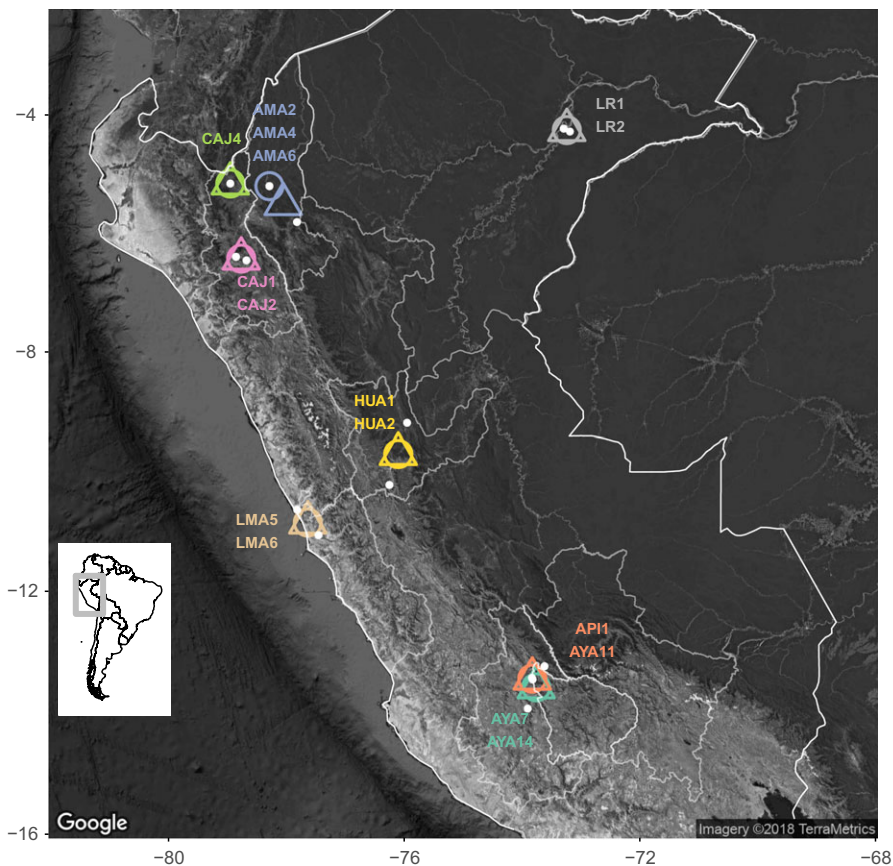 −4
−8
−12
−16
−80
−76
−72
−68
AMA2
AMA4
AMA6
CAJ4
LR1
LR2
CAJ1
CAJ2
HUA1
HUA2
LMA5
LMA6
API1
AYA11
AYA7
AYA14
Google
Imagery ©2018 TerraMetrics